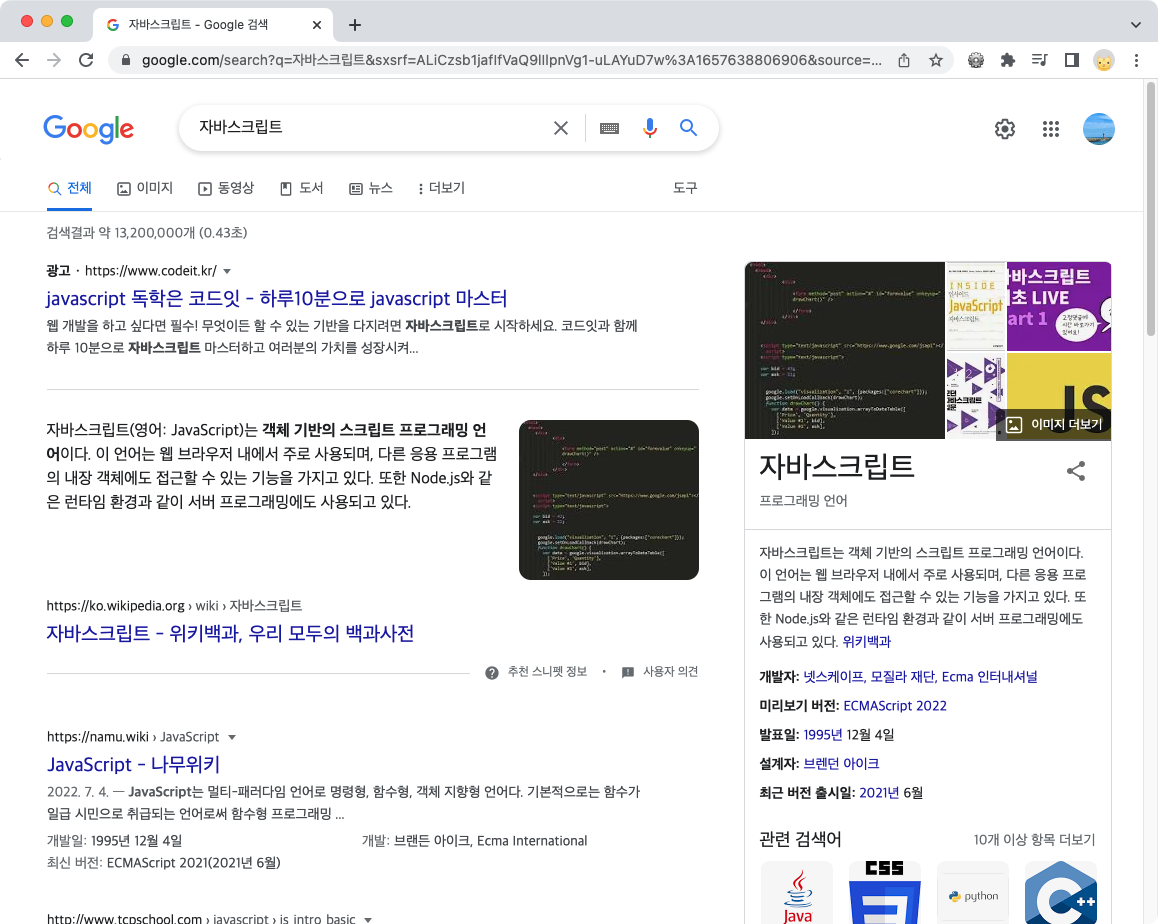 자바스크립트 - Google 검색
google.com/search?q=자바스크립트&sxsrf=ALiCzsb1jafIfVaQ9lIIpnVg1-uLAYuD7w%3A1657638806906&source=...
Google
자바스크립트
전체 이미지 동영상 도서 뉴스 더보기 도구
검색결과 약 13,200,000개 (0.43초)
광고 · https://www.codeit.kr/
javascript 독학은 코드잇 - 하루10분으로 javascript 마스터
웹 개발을 하고 싶다면 필수! 무엇이든 할 수 있는 기반을 다지려면 자바스크립트로 시작하세요. 코드잇과 함께
하루 10분으로 자바스크립트 마스터하고 여러분의 가치를 성장시켜...
자바스크립트(영어: JavaScript)는 객체 기반의 스크립트 프로그래밍 언
어이다. 이 언어는 웹 브라우저 내에서 주로 사용되며, 다른 응용 프로그램
의 내장 객체에도 접근할 수 있는 기능을 가지고 있다. 또한 Node.js와 같
은 런타임 환경과 같이 서버 프로그래밍에도 사용되고 있다.
https://ko.wikipedia.org › wiki › 자바스크립트
자바스크립트 - 위키백과, 우리 모두의 백과사전
추천 스니펫 정보 • 사용자 의견
https://namu.wiki › JavaScript
JavaScript - 나무위키
2022. 7. 4. — JavaScript는 멀티-패러다임 언어로 명령형, 함수형, 객체 지향형 언어다. 기본적으로는 함수가
일급 시민으로 취급되는 언어로써 함수형 프로그래밍 ...
개발일: 1995년 12월 4일 개발: 브랜든 아이크, Ecma International
최신 버전: ECMAScript 2021(2021년 6월)
http://www.tcpschool.com › javascript › js_intro_basic
INSIDE
JavaScript
자바스크립트
바스크립트
초 LIVE
art 1
JS
이미지 더보기
자바스크립트
프로그래밍 언어
자바스크립트는 객체 기반의 스크립트 프로그래밍 언어이다.
이 언어는 웹 브라우저 내에서 주로 사용되며, 다른 응용 프로
그램의 내장 객체에도 접근할 수 있는 기능을 가지고 있다. 또
한 Node.js와 같은 런타임 환경과 같이 서버 프로그래밍에도
사용되고 있다. 위키백과
개발자: 넷스케이프, 모질라 재단, Ecma 인터내셔널
미리보기 버전: ECMAScript 2022
발표일: 1995년 12월 4일
설계자: 브렌던 아이크
최근 버전 출시일: 2021년 6월
관련 검색어 10개 이상 항목 더보기
Java
CSS
python
C++